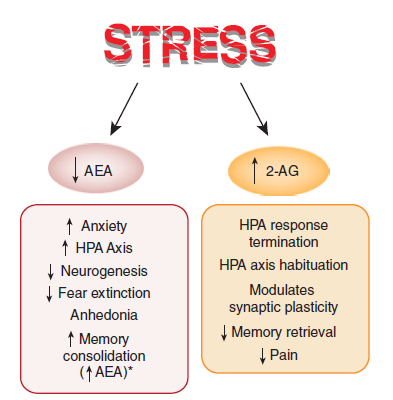 STRESS
↓ AEA
↑ 2-AG
↑ Anxiety
↑ HPA Axis
↓ Neurogenesis
↓ Fear extinction
Anhedonia
↑ Memory
consolidation
(↑AEA)*
HPA response
termination
HPA axis habituation
Modulates
synaptic plasticity
↓ Memory retrieval
↓ Pain